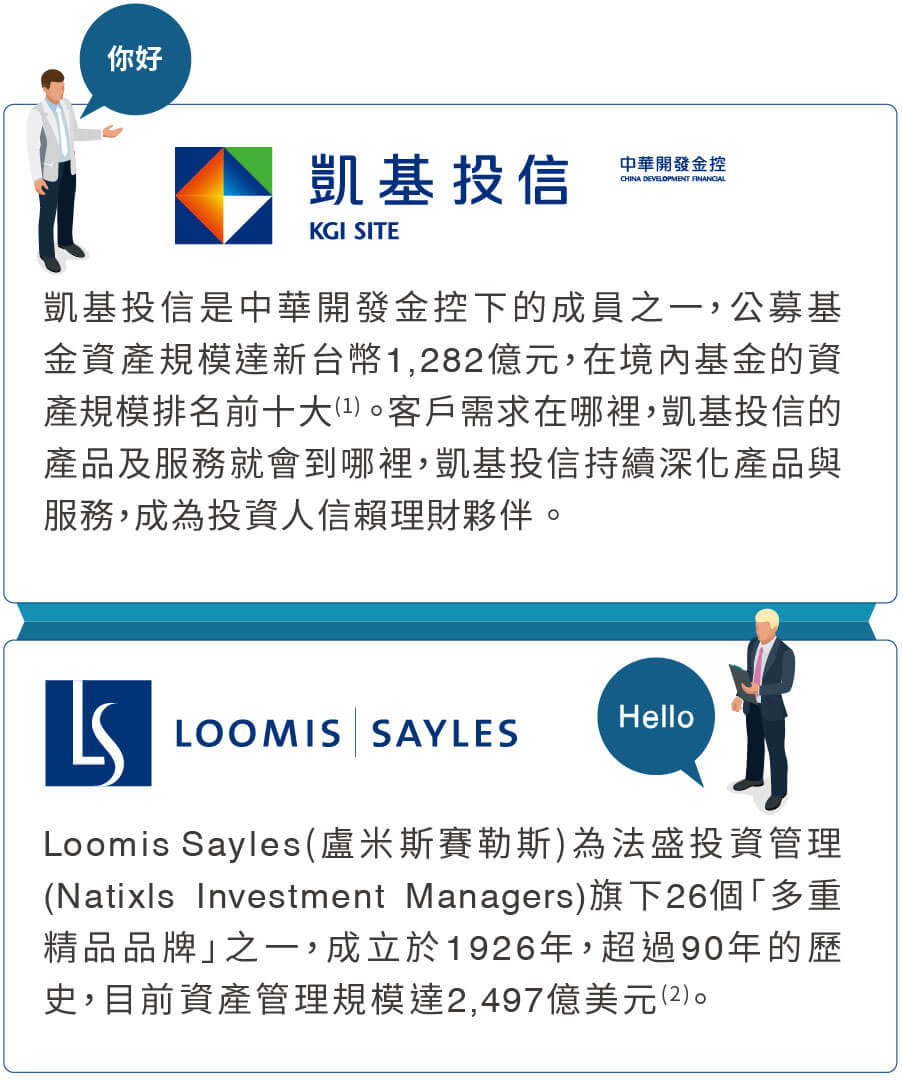 你好
凱基投信
KGI SITE
中華開發金控
CHINA DEVELOPMENT FINANCIAL
凱基投信是中華開發金控下的成員之一，公募基
金資產規模達新台幣1,282億元，在境內基金的資
產規模排名前十大(1)。客戶需求在哪裡，凱基投信的
產品及服務就會到哪裡，凱基投信持續深化產品與
服務，成為投資人信賴理財夥伴。
LS
LOOMIS | SAYLES
Hello
Loomis Sayles(盧米斯賽勒斯)為法盛投資管理
(Natixls Investment Managers)旗下26個「多重
精品品牌」之一，成立於1926年，超過90年的歷
史，目前資產管理規模達2,497億美元(2)。